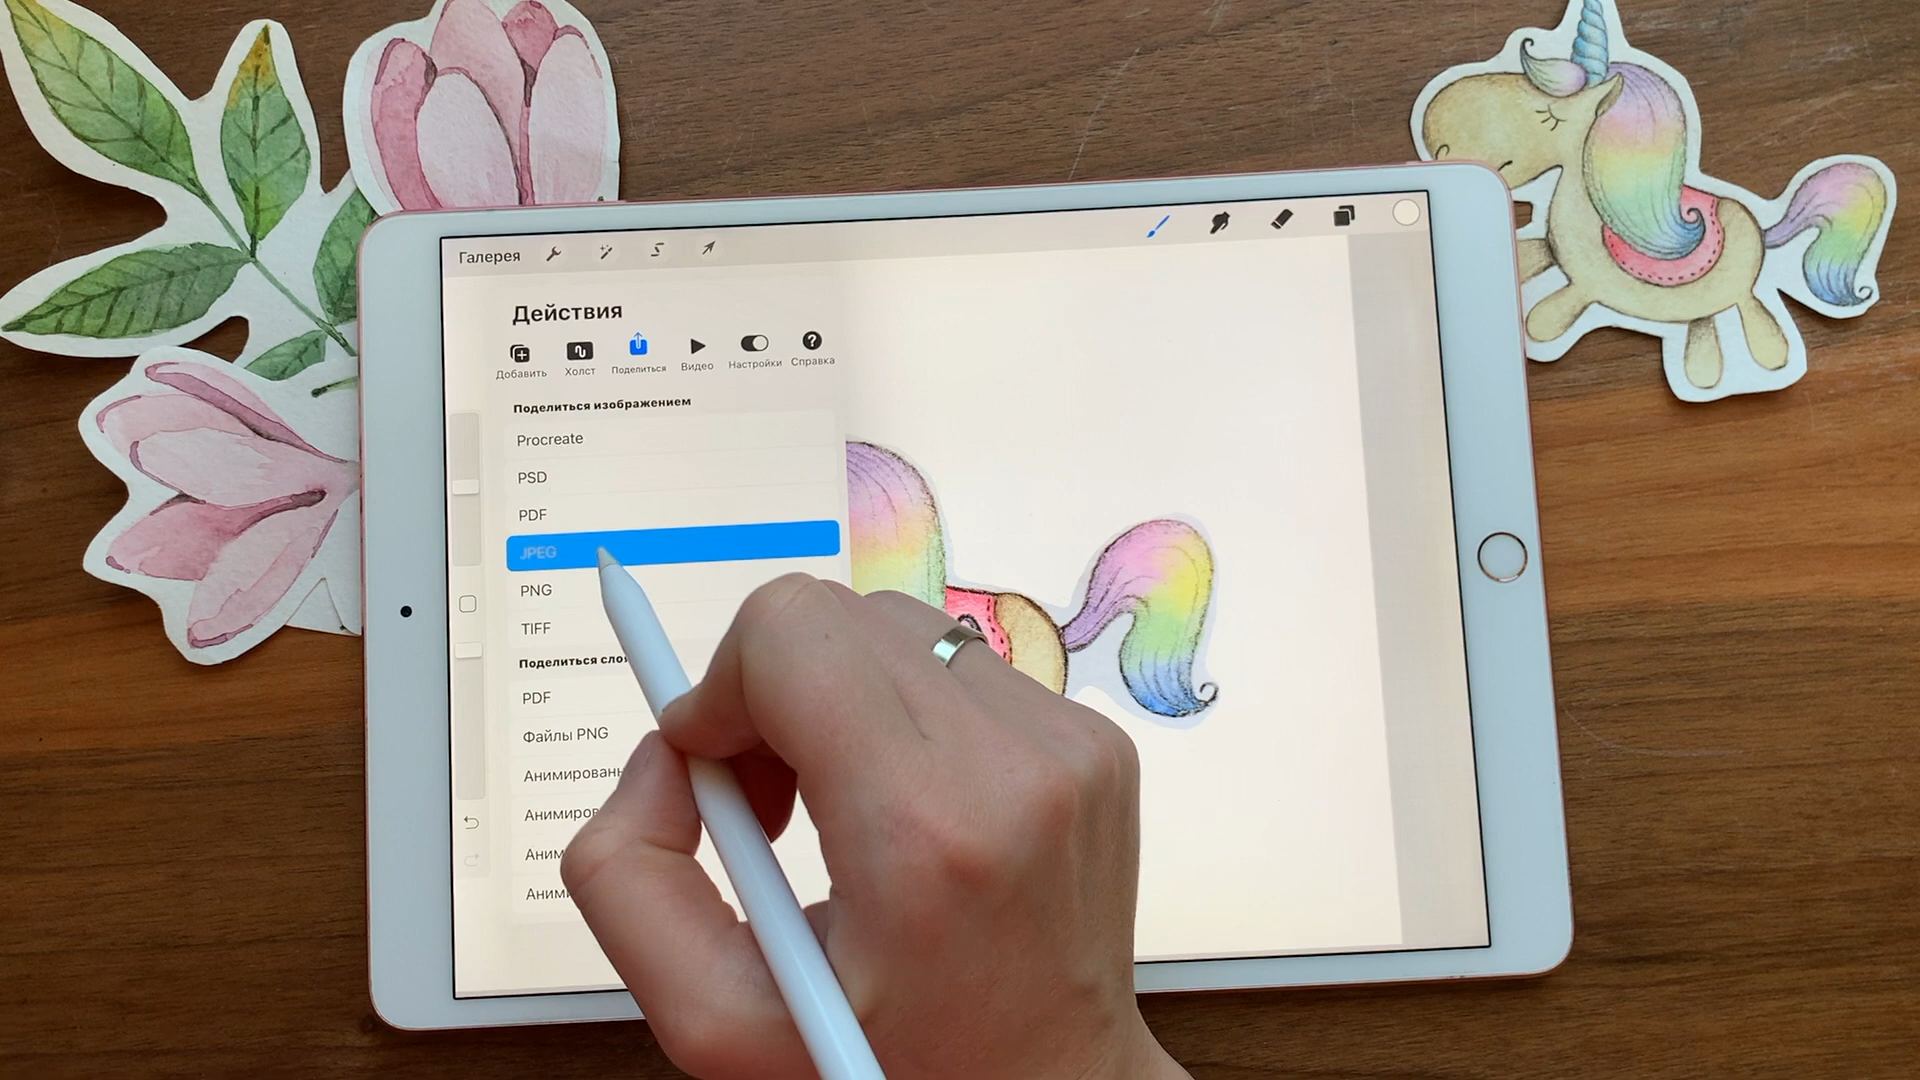 Галерея
Действия
Добавить Холст Поделиться Видео Настройки Справка
Поделиться изображением
Procreate
PSD
PDF
JPEG
PNG
TIFF
Поделиться
PDF
Файлы PNG